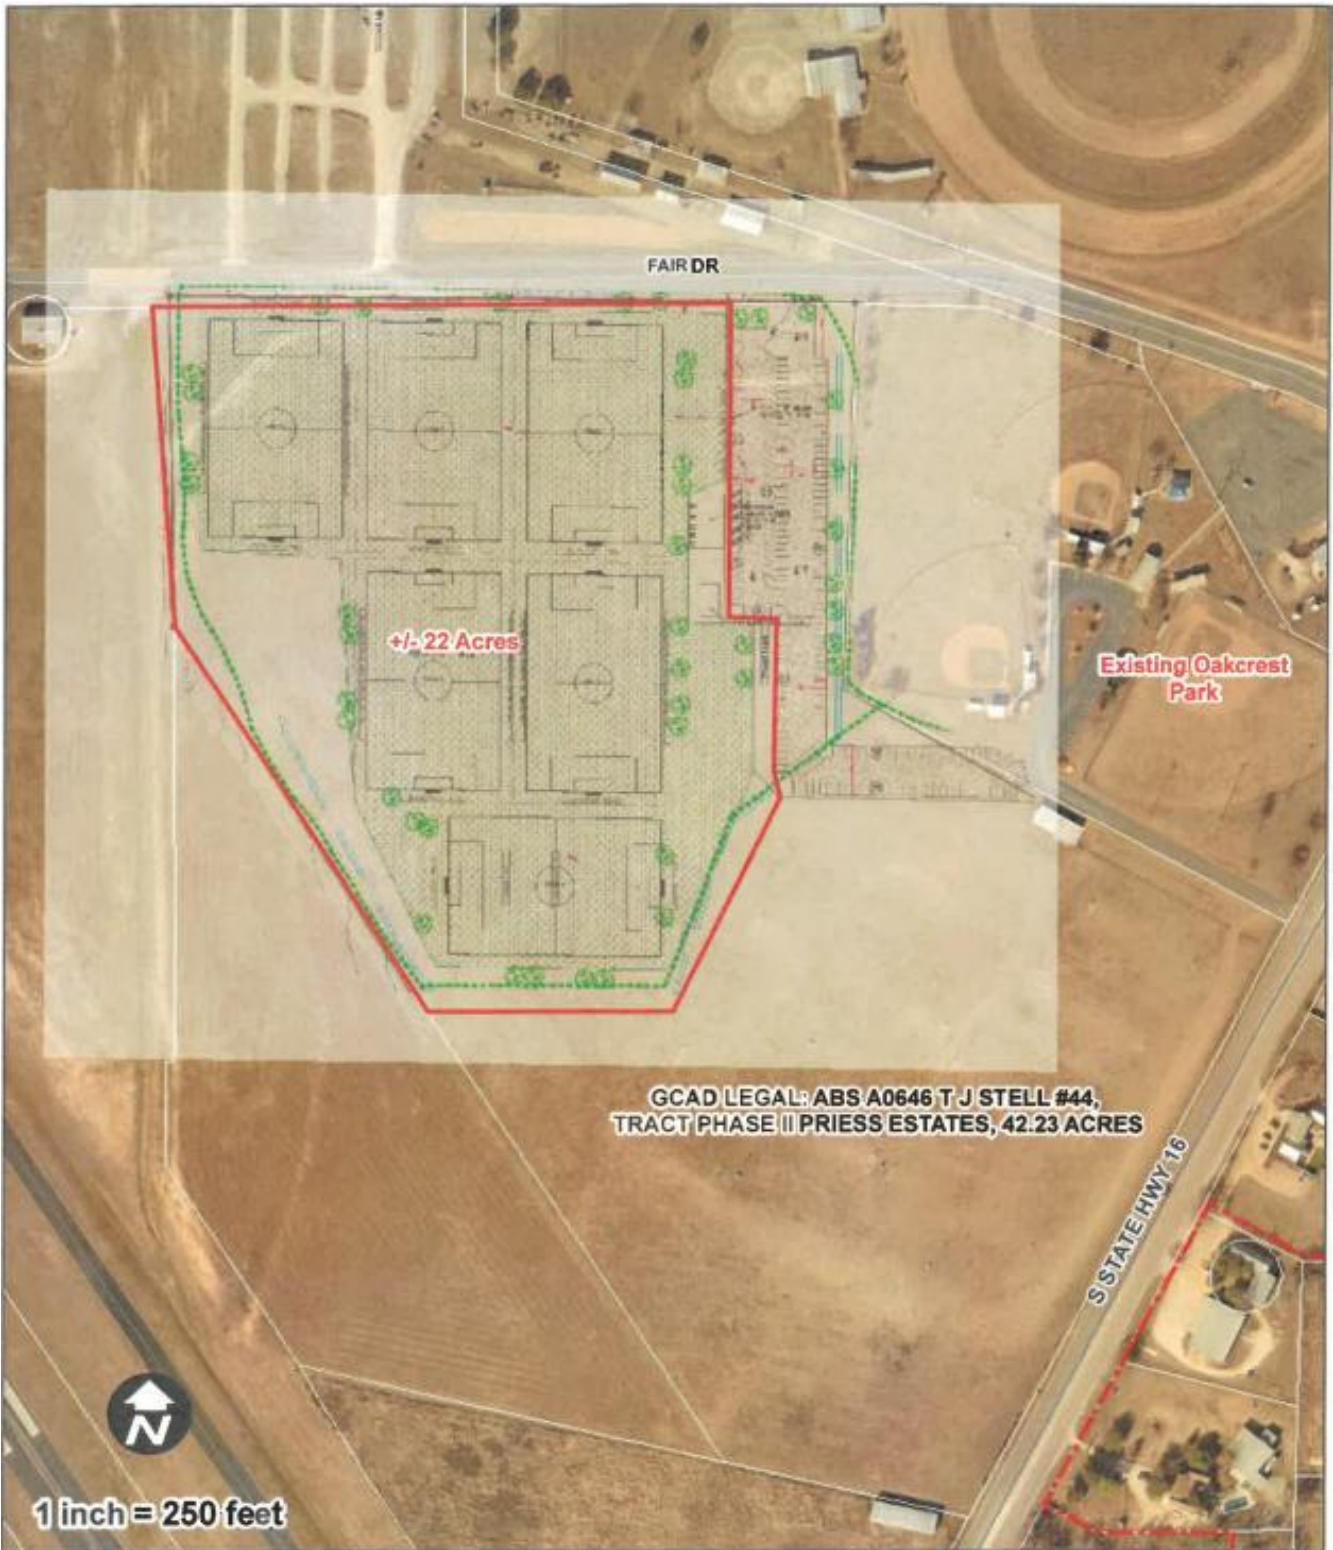 FAIR DR
+/- 22 Acres
Existing Oakcrest
Park
GCAD LEGAL: ABS A0646 T J STELL #44,
TRACT PHASE II PRIESS ESTATES, 42.23 ACRES
S STATE HWY 16
N
1 inch = 250 feet